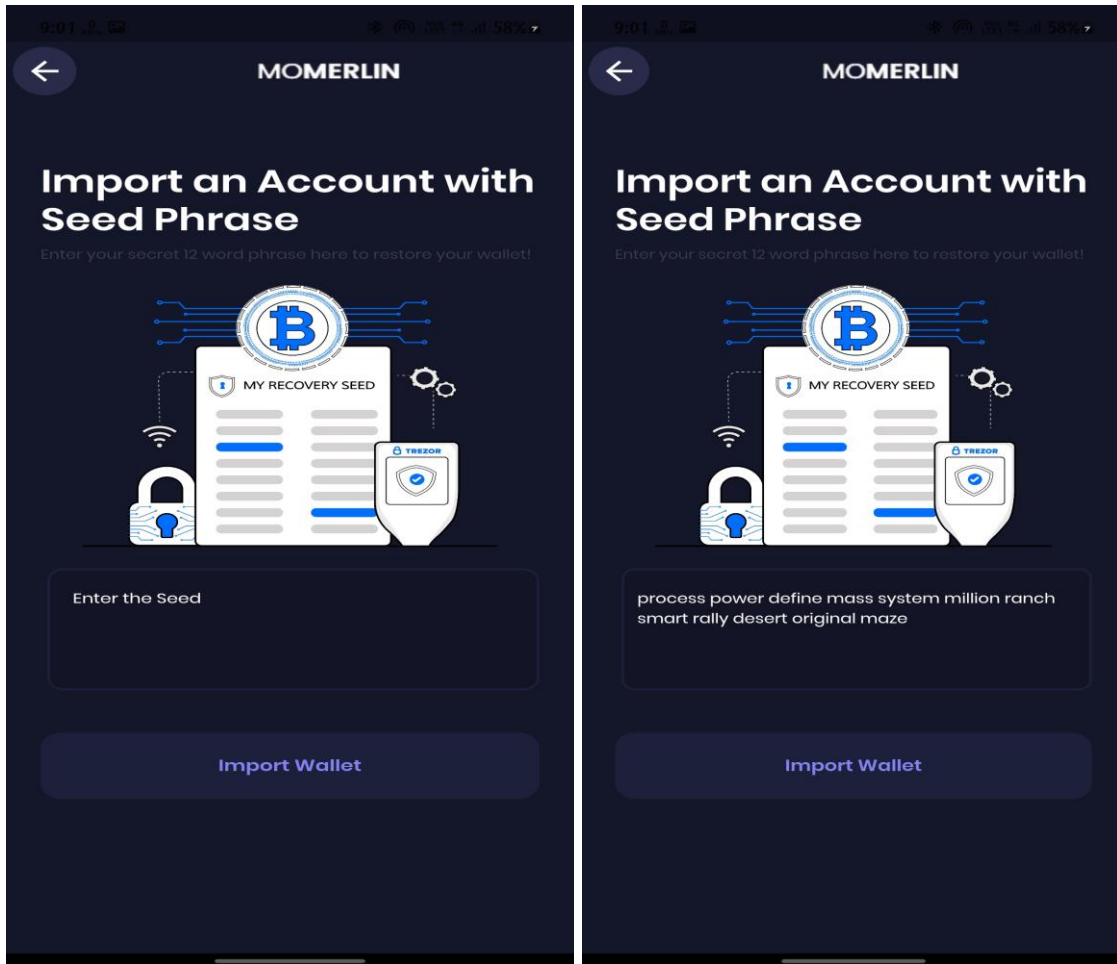 9:01
58%
MOMERLIN
Import an Account with
Seed Phrase
Enter your secret 12 word phrase here to restore your wallet!
MY RECOVERY SEED
TREZOR
Enter the Seed
Import Wallet
9:01
58%
MOMERLIN
Import an Account with
Seed Phrase
Enter your secret 12 word phrase here to restore your wallet!
MY RECOVERY SEED
TREZOR
process power define mass system million ranch
smart rally desert original maze
Import Wallet